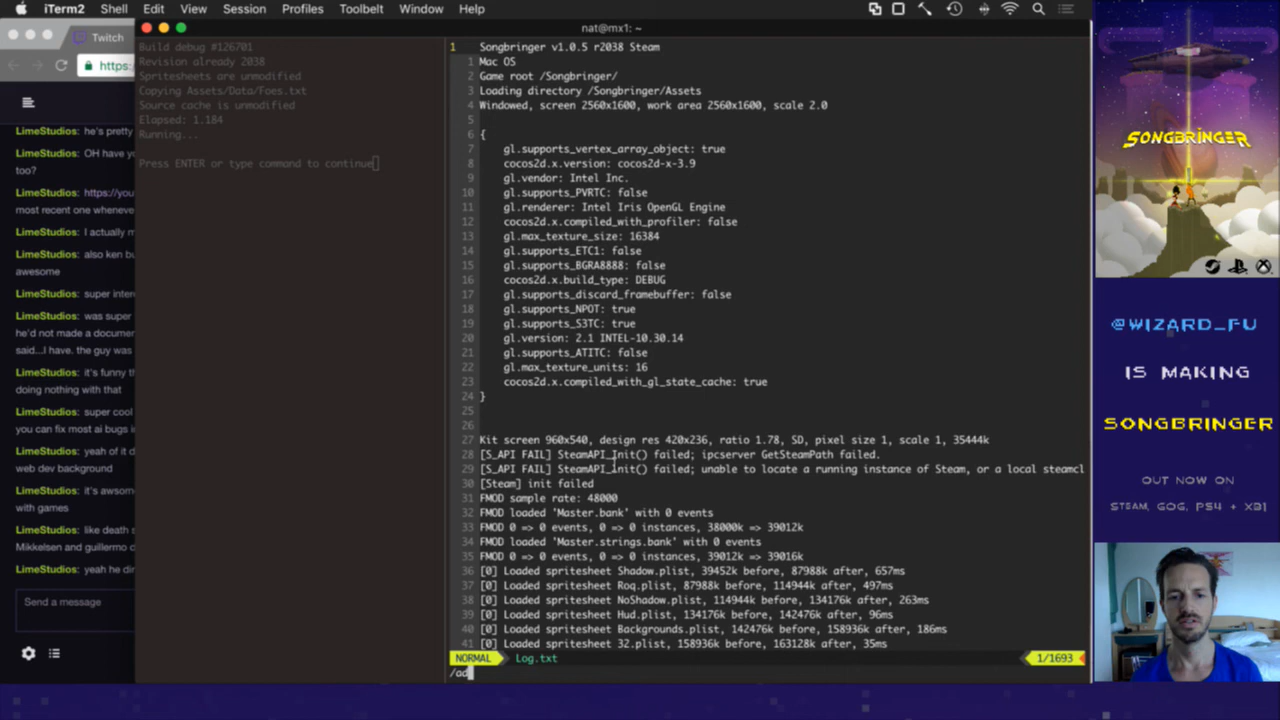 iTerm2 Shell Edit View Session Profiles Toolbelt Window Help
nat@mx1: ~
Twitch
https:
LimeStudios: he's pretty
LimeStudios: OH have yo
too?
LimeStudios: https://you
most recent one wheneve
LimeStudios: I actually m
LimeStudios: also ken bu
awesome
LimeStudios: super inter
LimeStudios: was super
he'd not made a documer
said...I have. the guy was
LimeStudios: it's funny th
doing nothing with that
LimeStudios: super cool
you can fix most ai bugs in
LimeStudios: yeah of it d
web dev background
LimeStudios: it's awsom
with games
LimeStudios: like death s
Mikkelsen and guillermo c
LimeStudios: yeah he dir
Send a message
Build debug #126701
Revision already 2038
Spritesheets are unmodified
Copying Assets/Data/Foes.txt
Source cache is unmodified
Elapsed: 1.184
Running...
Press ENTER or type command to continue
1 Songbringer v1.0.5 r2038 Steam
1 Mac OS
2 Game root /Songbringer/
3 Loading directory /Songbringer/Assets
4 Windowed, screen 2560x1600, work area 2560x1600, scale 2.0
5
6 {
7 gl.supports_vertex_array_object: true
8 cocos2d.x.version: cocos2d-x-3.9
9 gl.vendor: Intel Inc.
10 gl.supports_PVRTC: false
11 gl.renderer: Intel Iris OpenGL Engine
12 cocos2d.x.compiled_with_profiler: false
13 gl.max_texture_size: 16384
14 gl.supports_ETC1: false
15 gl.supports_BGRA8888: false
16 cocos2d.x.build_type: DEBUG
17 gl.supports_discard_framebuffer: false
18 gl.supports_NPOT: true
19 gl.supports_S3TC: true
20 gl.version: 2.1 INTEL-10.30.14
21 gl.supports_ATITC: false
22 gl.max_texture_units: 16
23 cocos2d.x.compiled_with_gl_state_cache: true
24 }
25
26
27 Kit screen 960x540, design res 420x236, ratio 1.78, SD, pixel size 1, scale 1, 35444k
28 [S_API FAIL] SteamAPI_Init() failed; ipcserver GetSteamPath failed.
29 [S_API FAIL] SteamAPI_Init() failed; unable to locate a running instance of Steam, or a local steamcl
30 [Steam] init failed
31 FMOD sample rate: 48000
32 FMOD loaded 'Master.bank' with 0 events
33 FMOD 0 => 0 events, 0 => 0 instances, 38000k => 39012k
34 FMOD loaded 'Master.strings.bank' with 0 events
35 FMOD 0 => 0 events, 0 => 0 instances, 39012k => 39016k
36 [0] Loaded spritesheet Shadow.plist, 39452k before, 87988k after, 657ms
37 [0] Loaded spritesheet Roq.plist, 87988k before, 114944k after, 497ms
38 [0] Loaded spritesheet NoShadow.plist, 114944k before, 134176k after, 263ms
39 [0] Loaded spritesheet Hud.plist, 134176k before, 142476k after, 96ms
40 [0] Loaded spritesheet Backgrounds.plist, 142476k before, 158936k after, 186ms
41 [0] Loaded spritesheet 32.plist, 158936k before, 163128k after, 35ms
NORMAL Log.txt 1/1693
/ad
SONGBRINGER
@WIZARD_FU
IS MAKING
SONGBRINGER
OUT NOW ON
STEAM, GOG, PS4 + XB1